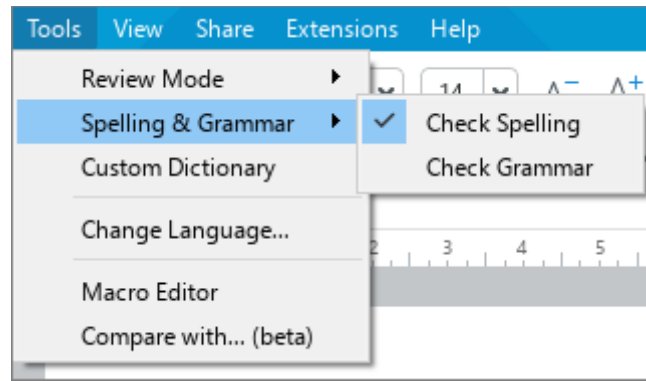 Tools View Share Extensions Help
Review Mode
14 A− A+
Spelling & Grammar
Check Spelling
Custom Dictionary
Check Grammar
Change Language...
2 3 4 5
Macro Editor
Compare with... (beta)